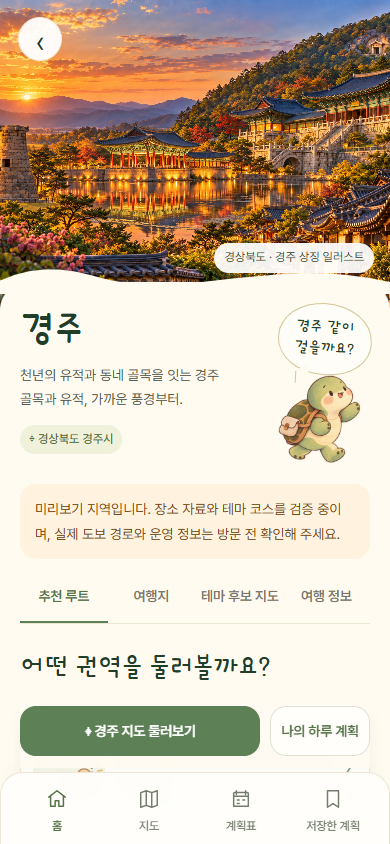 경상북도 · 경주 상징 일러스트
경주
경주 같이
걸을까요?
천년의 유적과 동네 골목을 잇는 경주
골목과 유적, 가까운 풍경부터.
경상북도 경주시
미리보기 지역입니다. 장소 자료와 테마 코스를 검증 중이
며, 실제 도보 경로와 운영 정보는 방문 전 확인해 주세요.
추천 루트 여행지 테마 후보 지도 여행 정보
어떤 권역을 둘러볼까요?
경주 지도 둘러보기 나의 하루 계획
홈 지도 계획표 저장한 계획